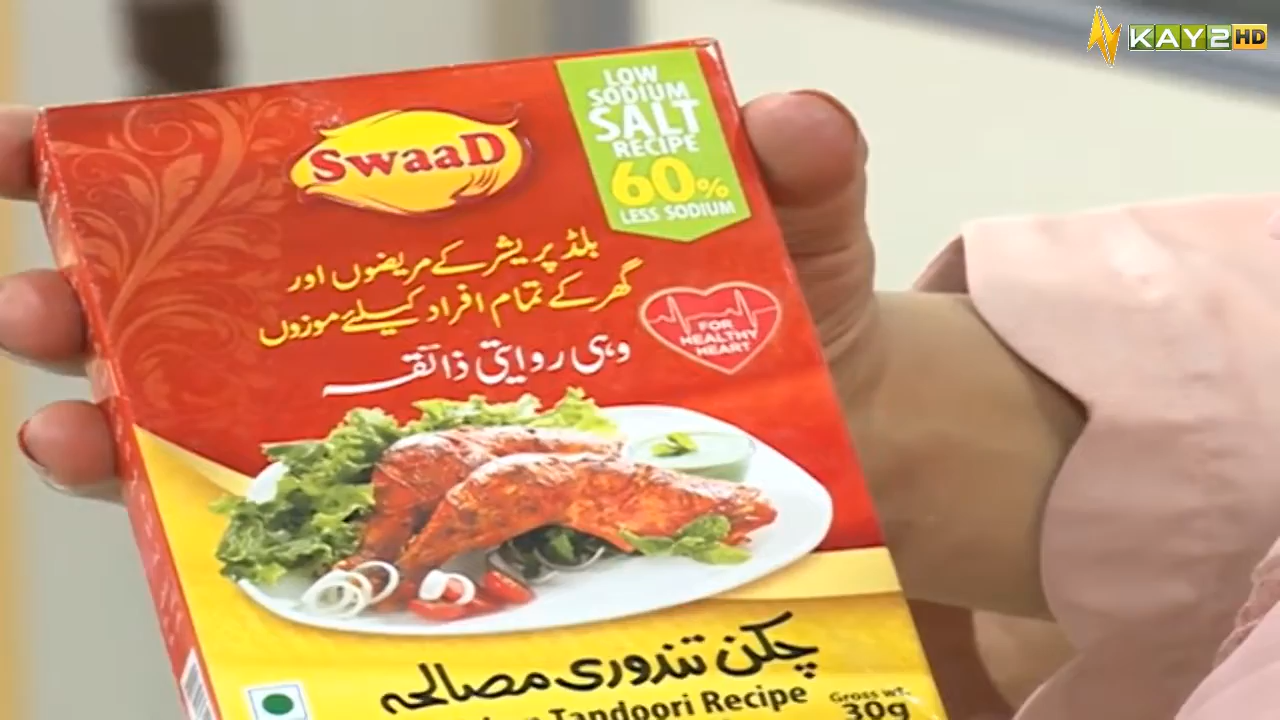 KAY2 HD
SwaaD
LOW
SODIUM
SALT
RECIPE
60%
LESS SODIUM
بلڈ پریشر کے مریضوں اور
گھر کے تمام افراد کیلئے موزوں
وہی روایتی ذائقہ
FOR
HEALTHY
HEART
چکن تندوری مصالحہ
Tandoori Recipe
Gross wt.
30g